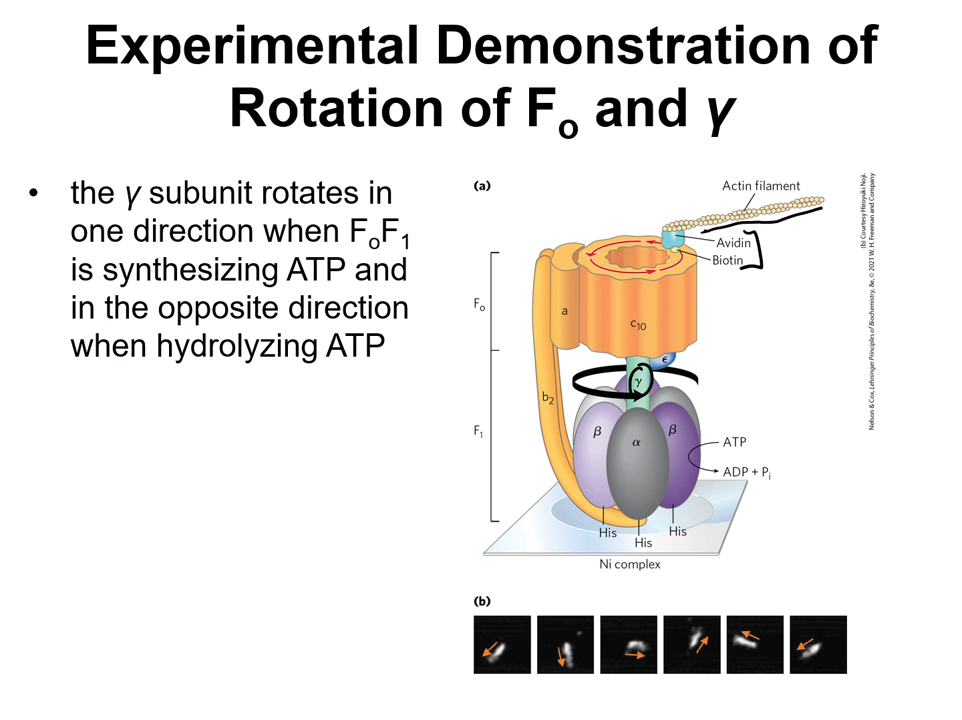 Experimental Demonstration of
Rotation of Fo and γ
• the γ subunit rotates in
one direction when FoF1
is synthesizing ATP and
in the opposite direction
when hydrolyzing ATP
(a)
Actin filament
Avidin
Biotin
Fo
a
c10
ε
γ
b2
F1
β
α
β
ATP
ADP + Pi
His
His
His
Ni complex
(b)
(b) Courtesy Hiroyuki Noji.
Nelson & Cox, Lehninger Principles of Biochemistry, 8e, © 2021 W. H. Freeman and Company